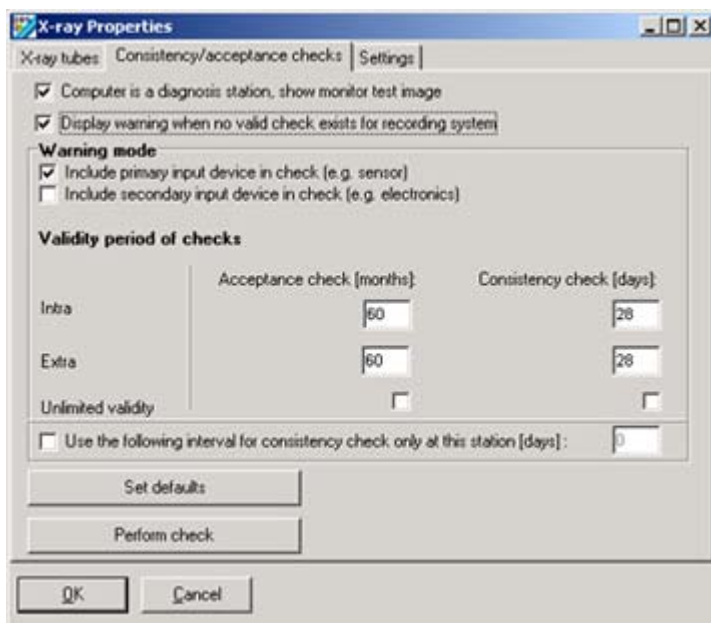 X-ray Properties
X-ray tubes Consistency/acceptance checks Settings
Computer is a diagnosis station, show monitor test image
Display warning when no valid check exists for recording system
Warning mode
Include primary input device in check (e.g. sensor)
Include secondary input device in check (e.g. electronics)
Validity period of checks
Acceptance check [months]: Consistency check [days]:
Intra 60 28
Extra 60 28
Unlimited validity
Use the following interval for consistency check only at this station [days] : 0
Set defaults
Perform check
OK Cancel